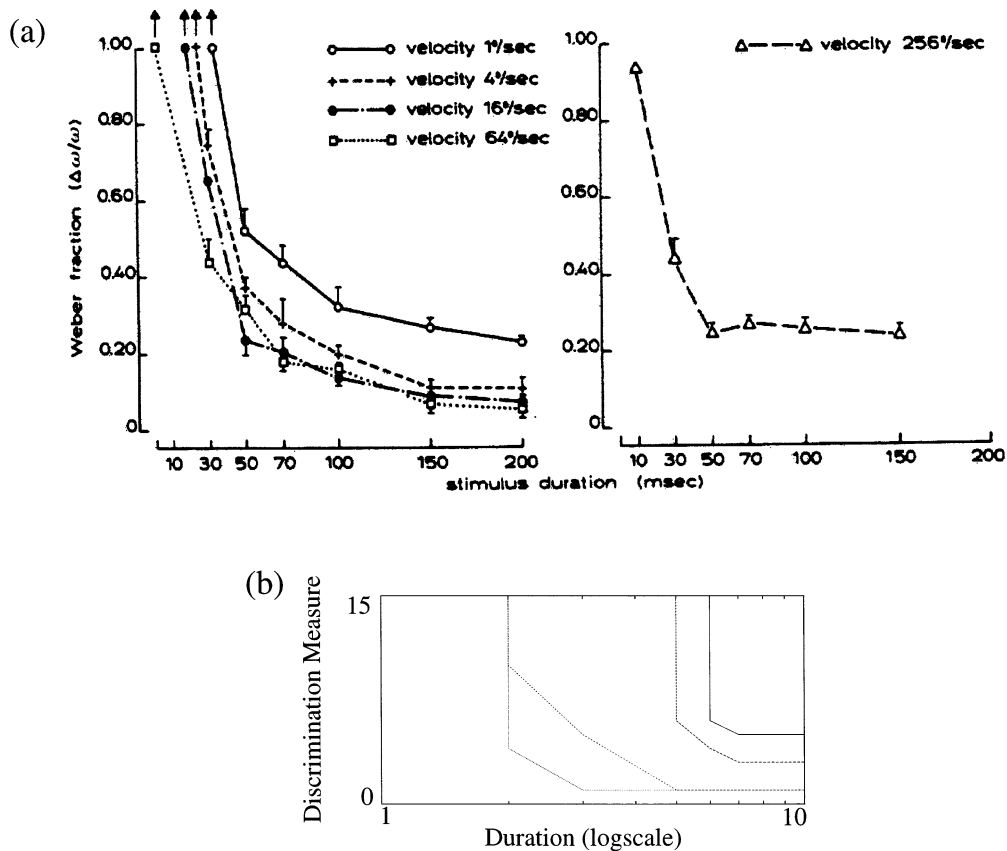 (a)
Weber fraction (Δω/ω)
1.00
0.80
0.60
0.40
0.20
0
velocity 1°/sec
velocity 4°/sec
velocity 16°/sec
velocity 64°/sec
10 30 50 70 100 150 200
1.00
0.80
0.60
0.40
0.20
0
velocity 256°/sec
10 30 50 70 100 150 200
stimulus duration (msec)
(b)
Discrimination Measure
15
0
1 10
Duration (logscale)